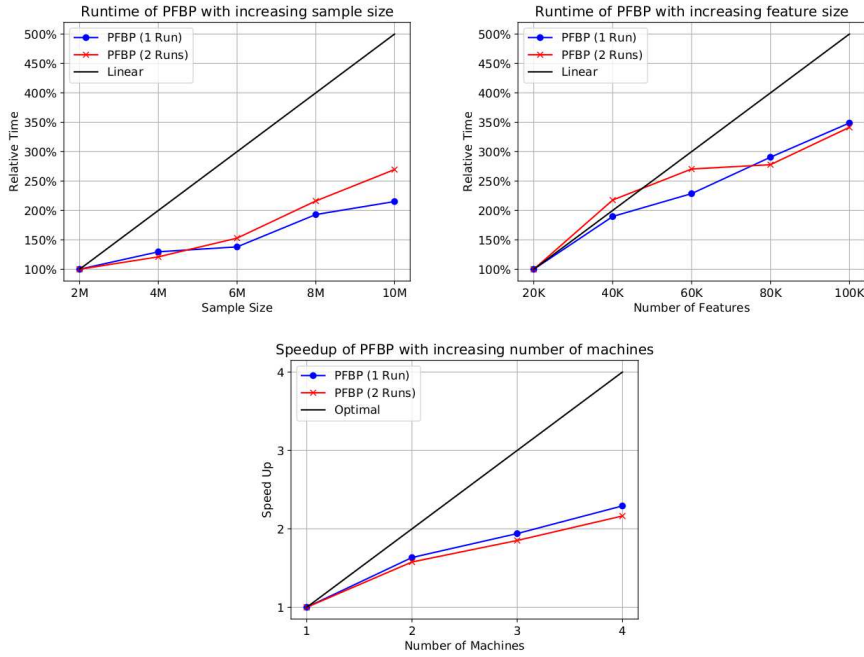 Runtime of PFBP with increasing sample size
500%
450%
400%
350%
300%
250%
200%
150%
100%
Relative Time
PFBP (1 Run)
PFBP (2 Runs)
Linear
2M 4M 6M 8M 10M
Sample Size
Runtime of PFBP with increasing feature size
500%
450%
400%
350%
300%
250%
200%
150%
100%
Relative Time
PFBP (1 Run)
PFBP (2 Runs)
Linear
20K 40K 60K 80K 100K
Number of Features
Speedup of PFBP with increasing number of machines
4
3
2
1
Speed Up
PFBP (1 Run)
PFBP (2 Runs)
Optimal
1 2 3 4
Number of Machines